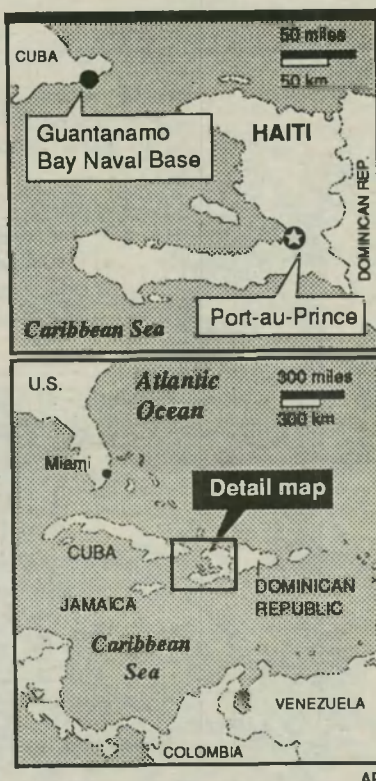 50 miles
50 km
CUBA
Guantanamo
Bay Naval Base
HAITI
DOMINICAN REP.
Port-au-Prince
Caribbean Sea
U.S.
Atlantic
Ocean
300 miles
300 km
Miami
Detail map
CUBA
JAMAICA
DOMINICAN
REPUBLIC
Caribbean
Sea
VENEZUELA
COLOMBIA